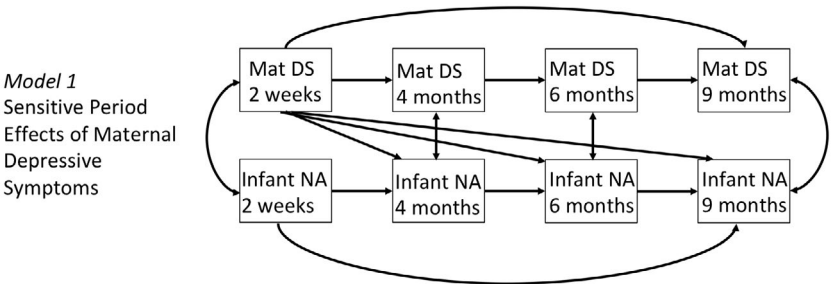 Model 1
Sensitive Period
Effects of Maternal
Depressive
Symptoms
Mat DS
2 weeks
Mat DS
4 months
Mat DS
6 months
Mat DS
9 months
Infant NA
2 weeks
Infant NA
4 months
Infant NA
6 months
Infant NA
9 months